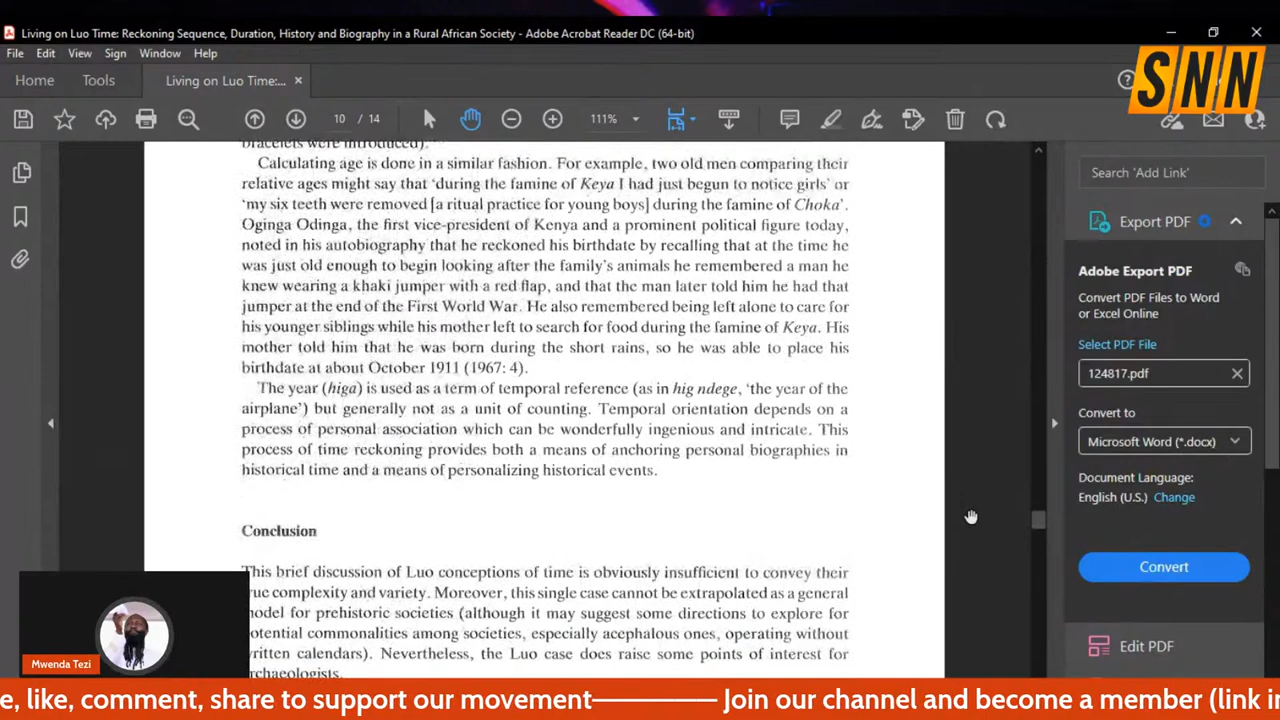 Living on Luo Time: Reckoning Sequence, Duration, History and Biography in a Rural African Society - Adobe Acrobat Reader DC (64-bit)
File Edit View Window Sign Help
Home Tools Living on Luo Time:...
SNN
10 / 14 111%
bracelets were introduced).
Calculating age is done in a similar fashion. For example, two old men comparing their
relative ages might say that 'during the famine of Keya I had just begun to notice girls' or
'my six teeth were removed [a ritual practice for young boys] during the famine of Choka'.
Oginga Odinga, the first vice-president of Kenya and a prominent political figure today,
noted in his autobiography that he reckoned his birthdate by recalling that at the time he
was just old enough to begin looking after the family's animals he remembered a man he
knew wearing a khaki jumper with a red flap, and that the man later told him he had that
jumper at the end of the First World War. He also remembered being left alone to care for
his younger siblings while his mother left to search for food during the famine of Keya. His
mother told him that he was born during the short rains, so he was able to place his
birthdate at about October 1911 (1967: 4).
The year (higa) is used as a term of temporal reference (as in hig ndege, 'the year of the
airplane') but generally not as a unit of counting. Temporal orientation depends on a
process of personal association which can be wonderfully ingenious and intricate. This
process of time reckoning provides both a means of anchoring personal biographies in
historical time and a means of personalizing historical events.
Conclusion
This brief discussion of Luo conceptions of time is obviously insufficient to convey their
rue complexity and variety. Moreover, this single case cannot be extrapolated as a general
model for prehistoric societies (although it may suggest some directions to explore for
otential commonalities among societies, especially acephalous ones, operating without
ritten calendars). Nevertheless, the Luo case does raise some points of interest for
rchaeologists.
Search 'Add Link'
Export PDF
Adobe Export PDF
Convert PDF Files to Word
or Excel Online
Select PDF File
124817.pdf
Convert to
Microsoft Word (*.docx)
Document Language:
English (U.S.) Change
Convert
Edit PDF
Mwenda Tezi
e, like, comment, share to support our movement———— Join our channel and become a member (link in